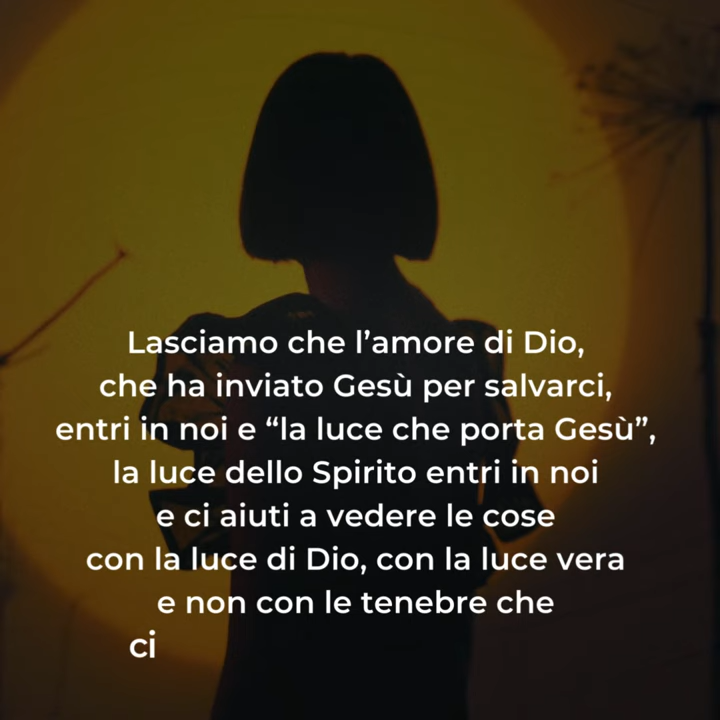 Lasciamo che l’amore di Dio,
che ha inviato Gesù per salvarci,
entri in noi e “la luce che porta Gesù”,
la luce dello Spirito entri in noi
e ci aiuti a vedere le cose
con la luce di Dio, con la luce vera
e non con le tenebre che
ci